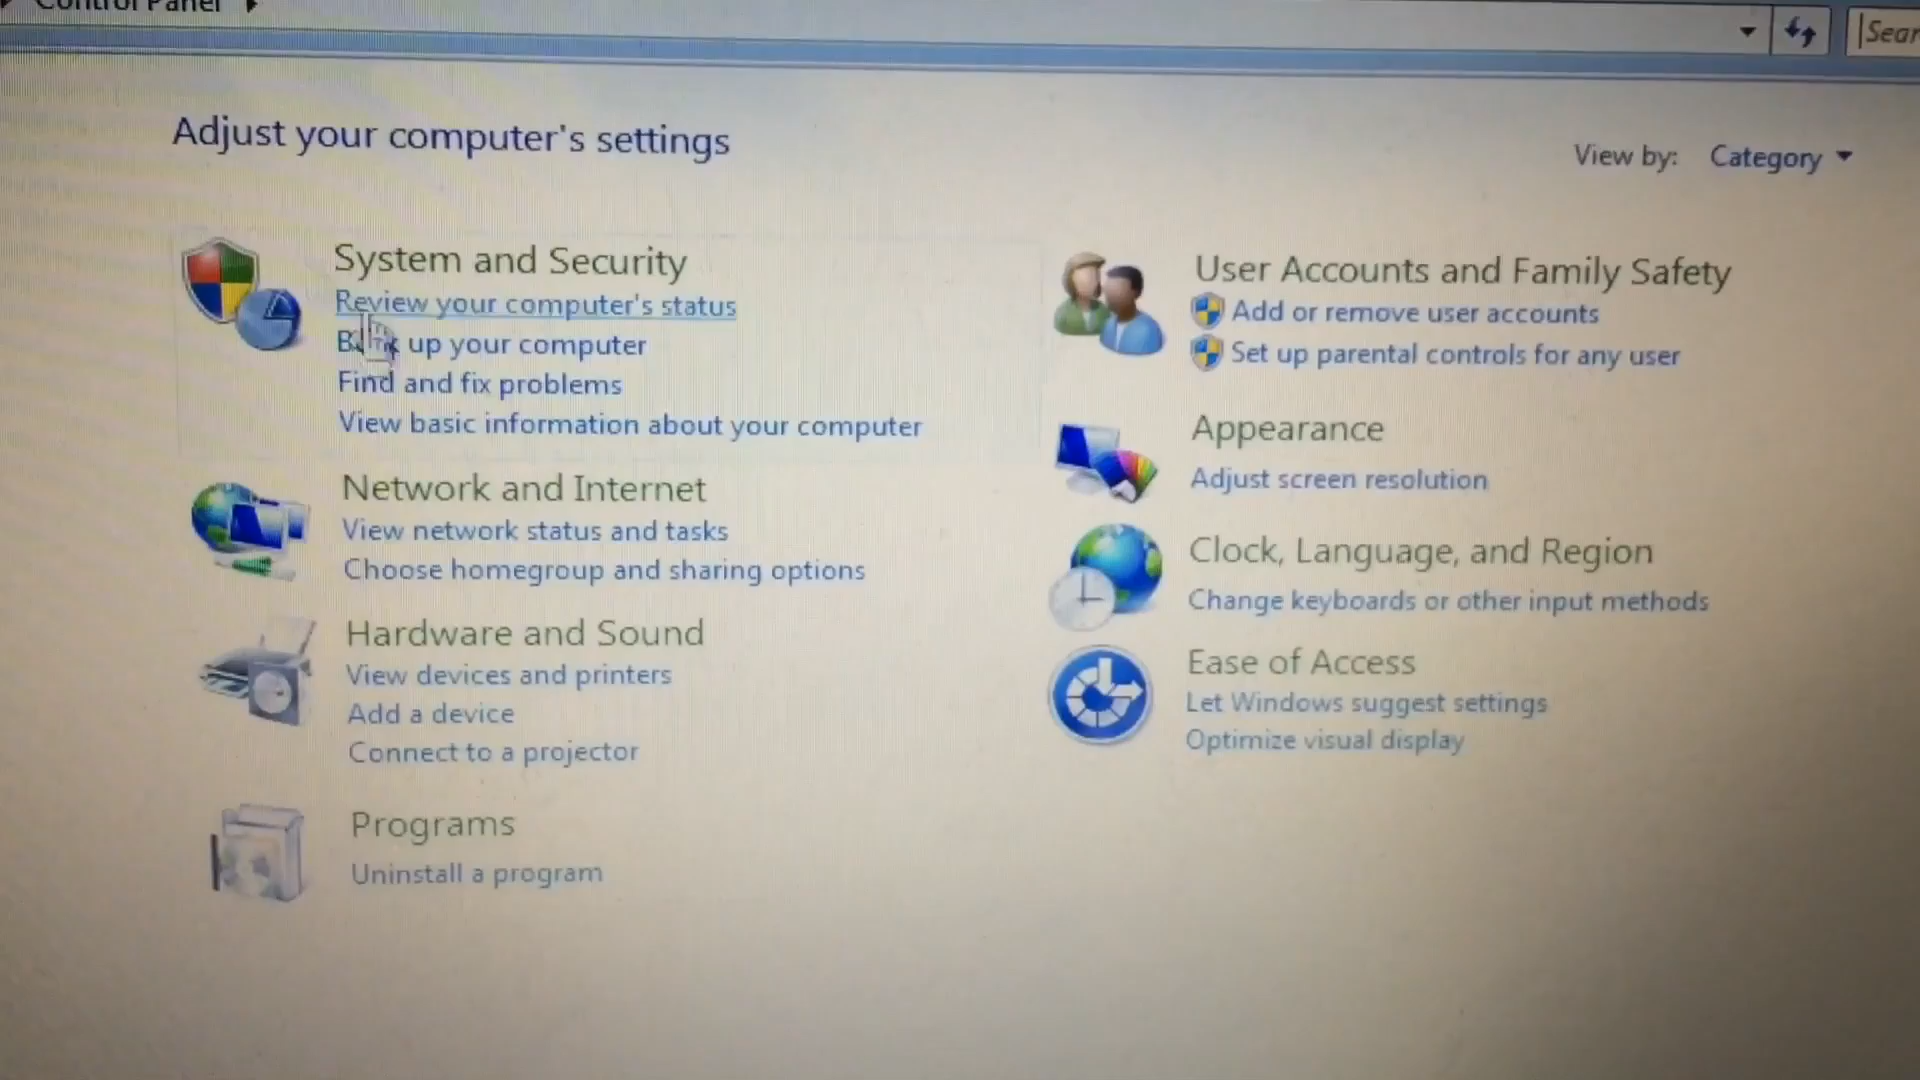 Control Panel
Sear
Adjust your computer's settings
View by: Category
System and Security
Review your computer's status
Back up your computer
Find and fix problems
View basic information about your computer
Network and Internet
View network status and tasks
Choose homegroup and sharing options
Hardware and Sound
View devices and printers
Add a device
Connect to a projector
Programs
Uninstall a program
User Accounts and Family Safety
Add or remove user accounts
Set up parental controls for any user
Appearance
Adjust screen resolution
Clock, Language, and Region
Change keyboards or other input methods
Ease of Access
Let Windows suggest settings
Optimize visual display